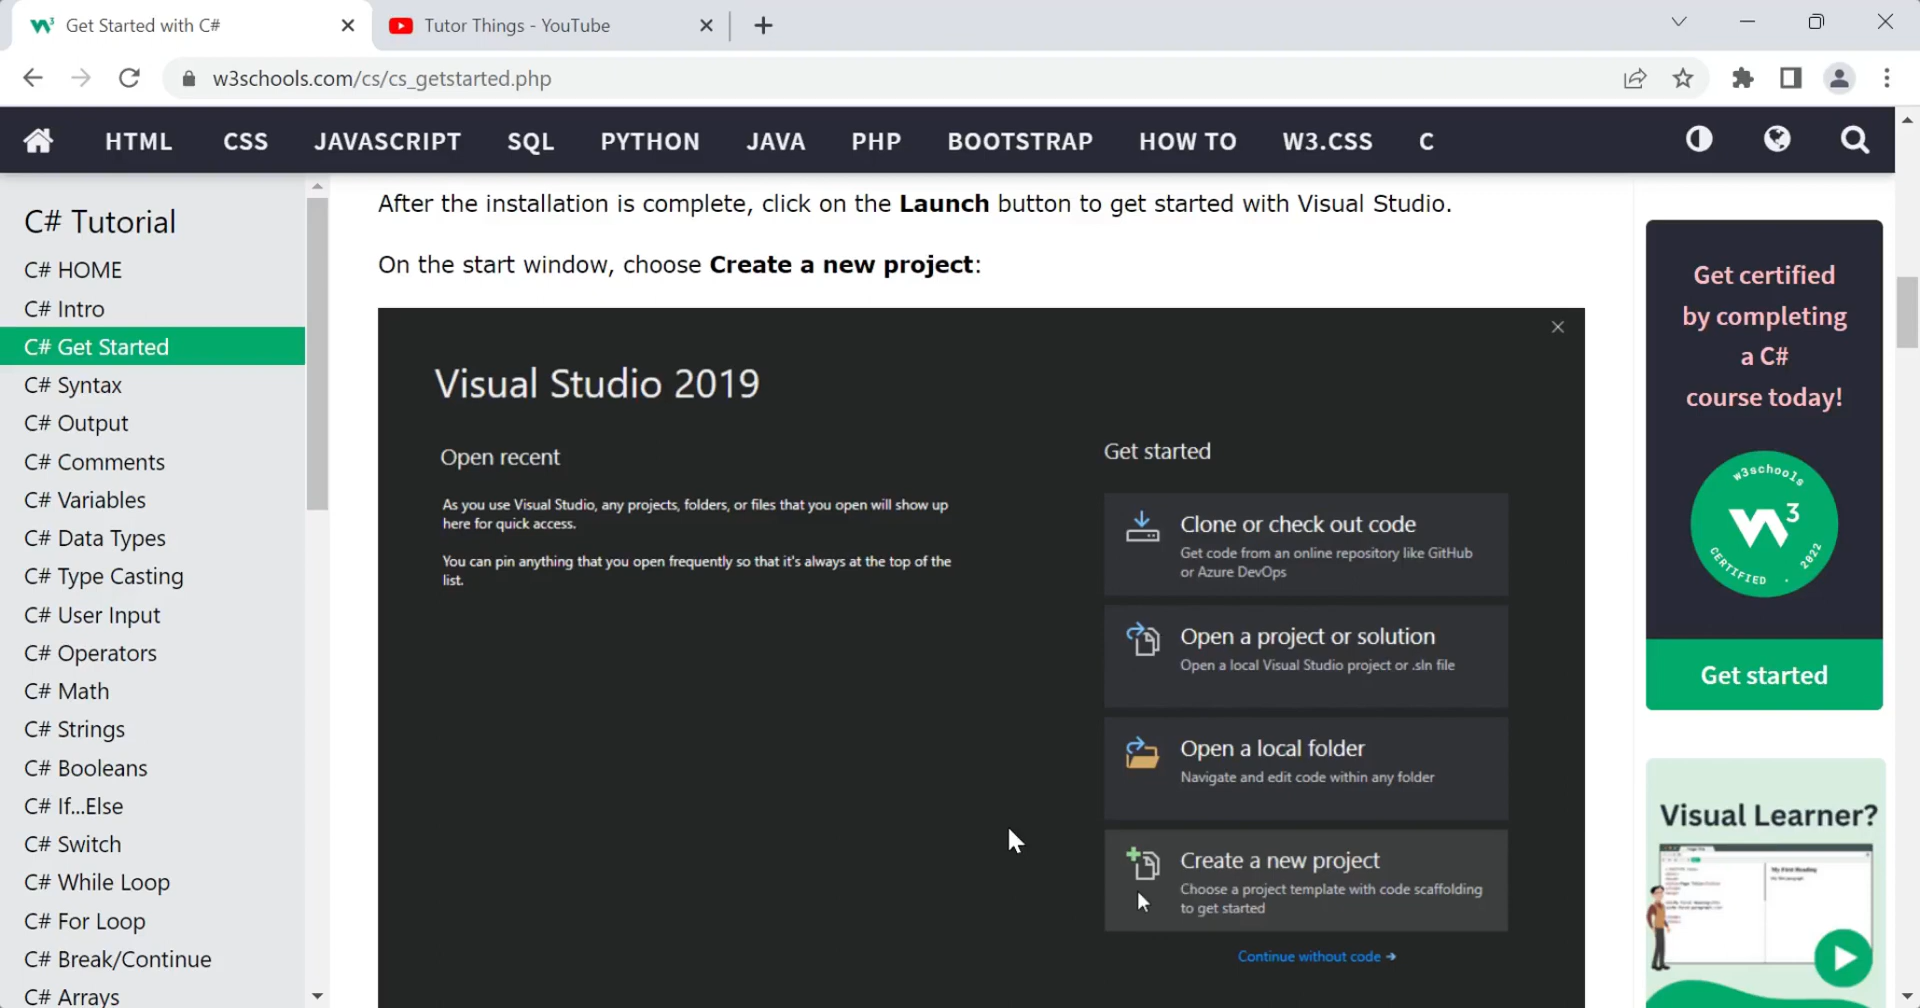 Get Started with C#
Tutor Things - YouTube
w3schools.com/cs/cs_getstarted.php
HTML CSS JAVASCRIPT SQL PYTHON JAVA PHP BOOTSTRAP HOW TO W3.CSS C
C# Tutorial
C# HOME
C# Intro
C# Get Started
C# Syntax
C# Output
C# Comments
C# Variables
C# Data Types
C# Type Casting
C# User Input
C# Operators
C# Math
C# Strings
C# Booleans
C# If...Else
C# Switch
C# While Loop
C# For Loop
C# Break/Continue
C# Arrays
After the installation is complete, click on the Launch button to get started with Visual Studio.
On the start window, choose Create a new project:
Visual Studio 2019
Open recent
As you use Visual Studio, any projects, folders, or files that you open will show up
here for quick access.
You can pin anything that you open frequently so that it's always at the top of the
list.
Get started
Clone or check out code
Get code from an online repository like GitHub
or Azure DevOps
Open a project or solution
Open a local Visual Studio project or .sln file
Open a local folder
Navigate and edit code within any folder
Create a new project
Choose a project template with code scaffolding
to get started
Continue without code →
Get certified
by completing
a C#
course today!
w3schools
W3
CERTIFIED . 2022
Get started
Visual Learner?
My First Heading